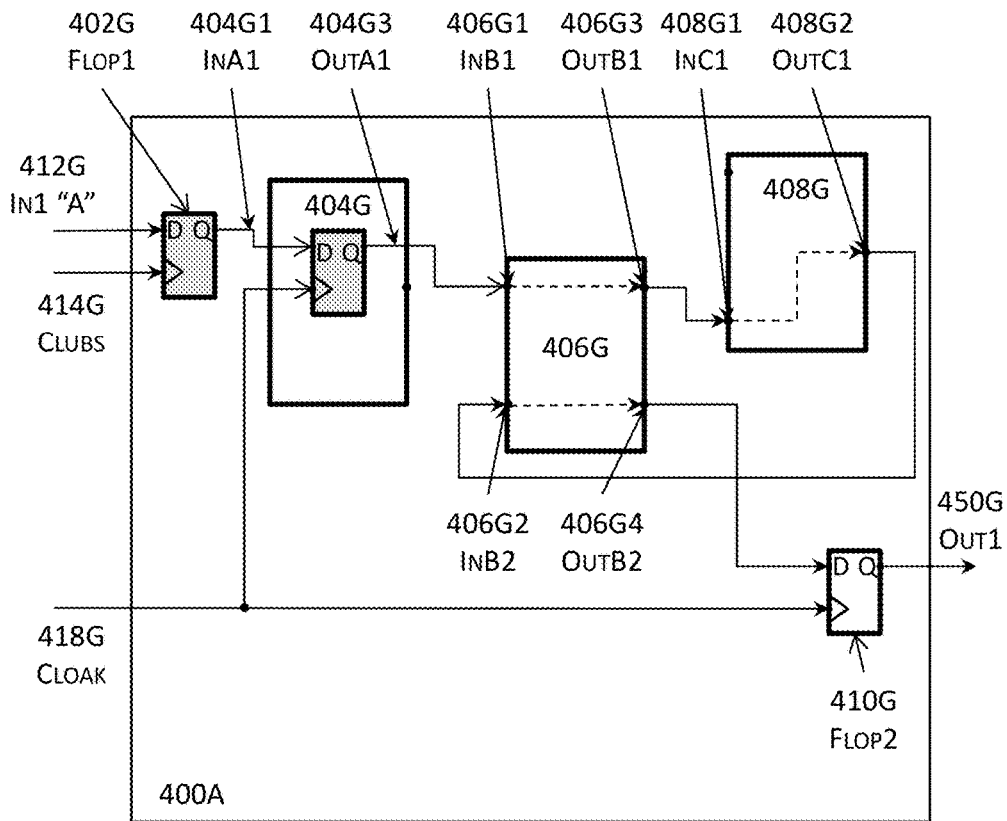 402G 404G1 404G3 406G1 406G3 408G1 408G2
FLOP1 INA1 OUTA1 INB1 OUTB1 INC1 OUTC1
412G
IN1 "A"
408G
404G
D Q
D Q
414G
CLUBS
406G
406G2 406G4
INB2 OUTB2
450G
OUT1
D Q
418G
CLOAK
410G
FLOP2
400A